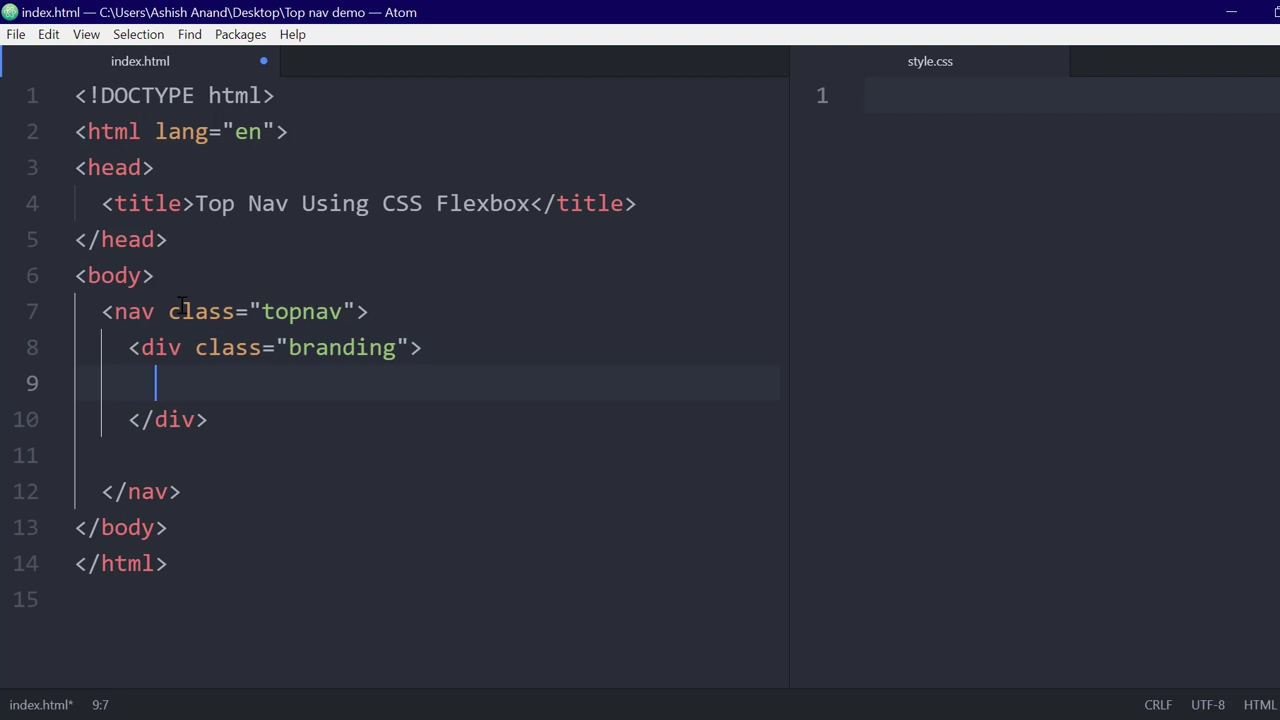 index.html — C:\Users\Ashish Anand\Desktop\Top nav demo — Atom
File Edit View Selection Find Packages Help
index.html style.css
1 <!DOCTYPE html>
2 <html lang="en">
3 <head>
4 <title>Top Nav Using CSS Flexbox</title>
5 </head>
6 <body>
7 <nav class="topnav">
8 <div class="branding">
9
10 </div>
11
12 </nav>
13 </body>
14 </html>
15
1
index.html* 9:7 CRLF UTF-8 HTML